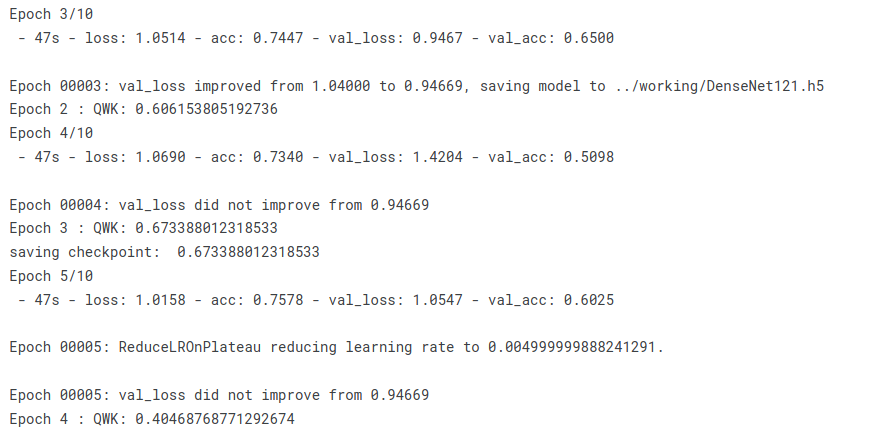 Epoch 3/10
- 47s - loss: 1.0514 - acc: 0.7447 - val_loss: 0.9467 - val_acc: 0.6500
Epoch 00003: val_loss improved from 1.04000 to 0.94669, saving model to ../working/DenseNet121.h5
Epoch 2 : QWK: 0.606153805192736
Epoch 4/10
- 47s - loss: 1.0690 - acc: 0.7340 - val_loss: 1.4204 - val_acc: 0.5098
Epoch 00004: val_loss did not improve from 0.94669
Epoch 3 : QWK: 0.673388012318533
saving checkpoint:  0.673388012318533
Epoch 5/10
- 47s - loss: 1.0158 - acc: 0.7578 - val_loss: 1.0547 - val_acc: 0.6025
Epoch 00005: ReduceLROnPlateau reducing learning rate to 0.004999999888241291.
Epoch 00005: val_loss did not improve from 0.94669
Epoch 4 : QWK: 0.40468768771292674